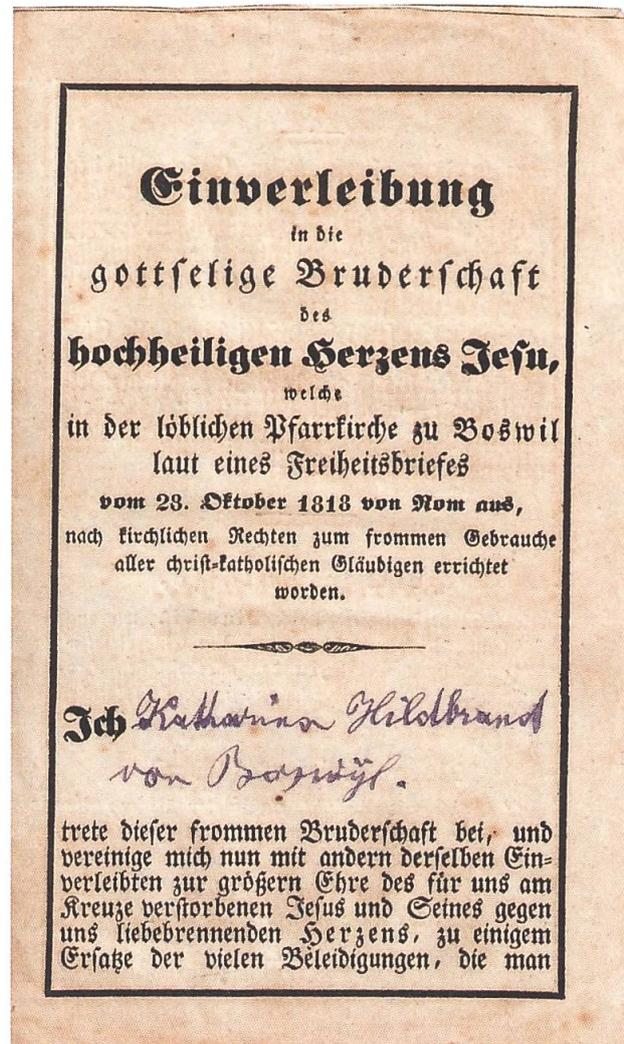 Einverleibung
in die
gottselige Bruderschaft
des
hochheiligen Herzens Jesu,
welche
in der löblichen Pfarrkirche zu Boswil
laut eines Freiheitsbriefes
vom 28. Oktober 1818 von Rom aus,
nach kirchlichen Rechten zum frommen Gebrauche
aller christ-katholischen Gläubigen errichtet
worden.
Ich Katharina Hildbrand
von Boswÿl.
trete dieser frommen Bruderschaft bei, und
vereinige mich nun mit andern derselben Ein-
verleibten zur größern Ehre des für uns am
Kreuze verstorbenen Jesus und Seines gegen
uns liebebrennenden Herzens, zu einigem
Ersatze der vielen Beleidigungen, die man